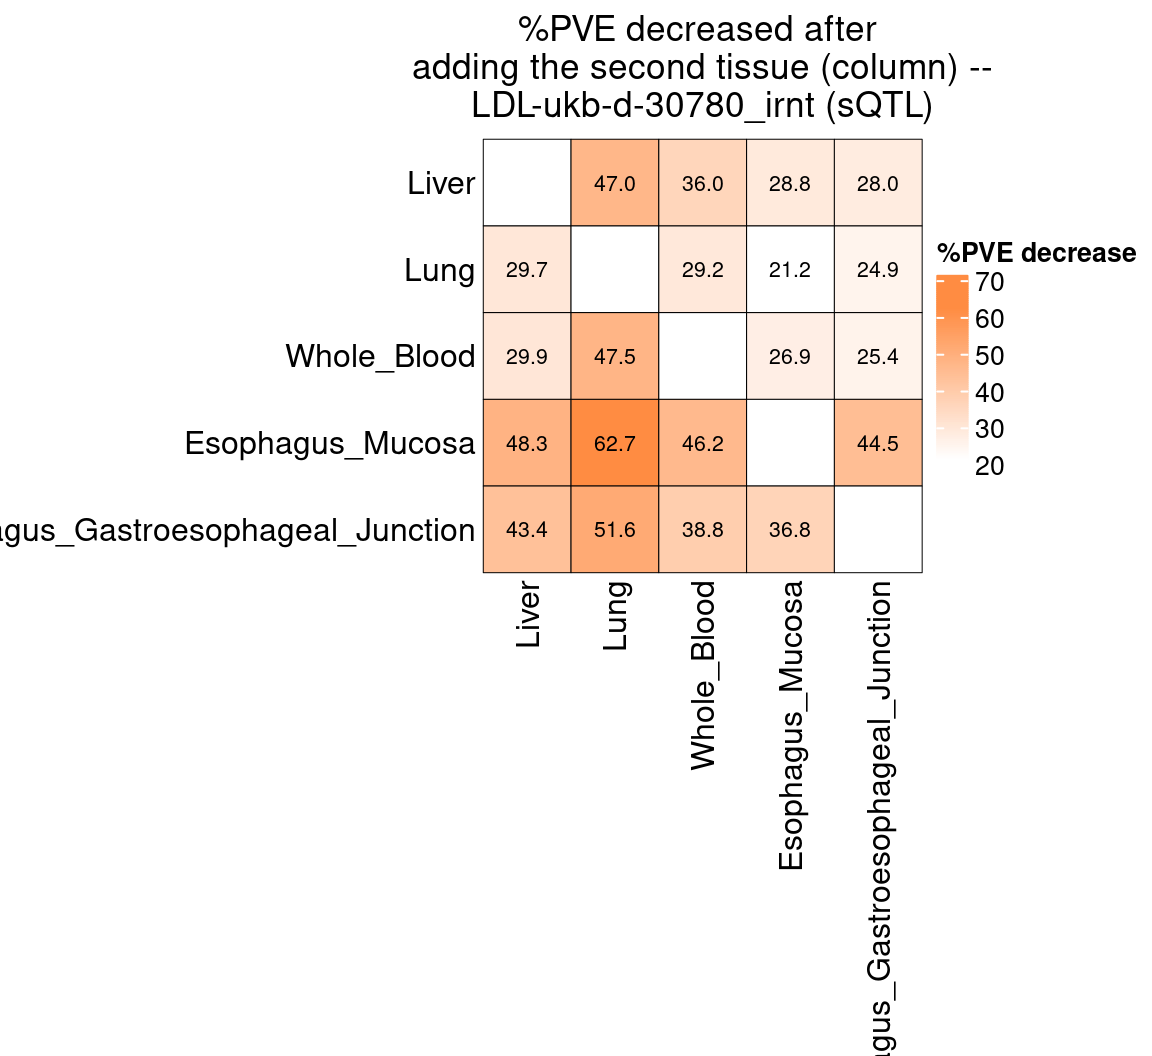 %PVE decreased after
adding the second tissue (column) --
LDL-ukb-d-30780_irnt (sQTL)
Liver 47.0 36.0 28.8 28.0
Lung 29.7 29.2 21.2 24.9
Whole_Blood 29.9 47.5 26.9 25.4
Esophagus_Mucosa 48.3 62.7 46.2 44.5
agus_Gastroesophageal_Junction 43.4 51.6 38.8 36.8
%PVE decrease
70
60
50
40
30
20
Liver
Lung
Whole_Blood
Esophagus_Mucosa
agus_Gastroesophageal_Junction